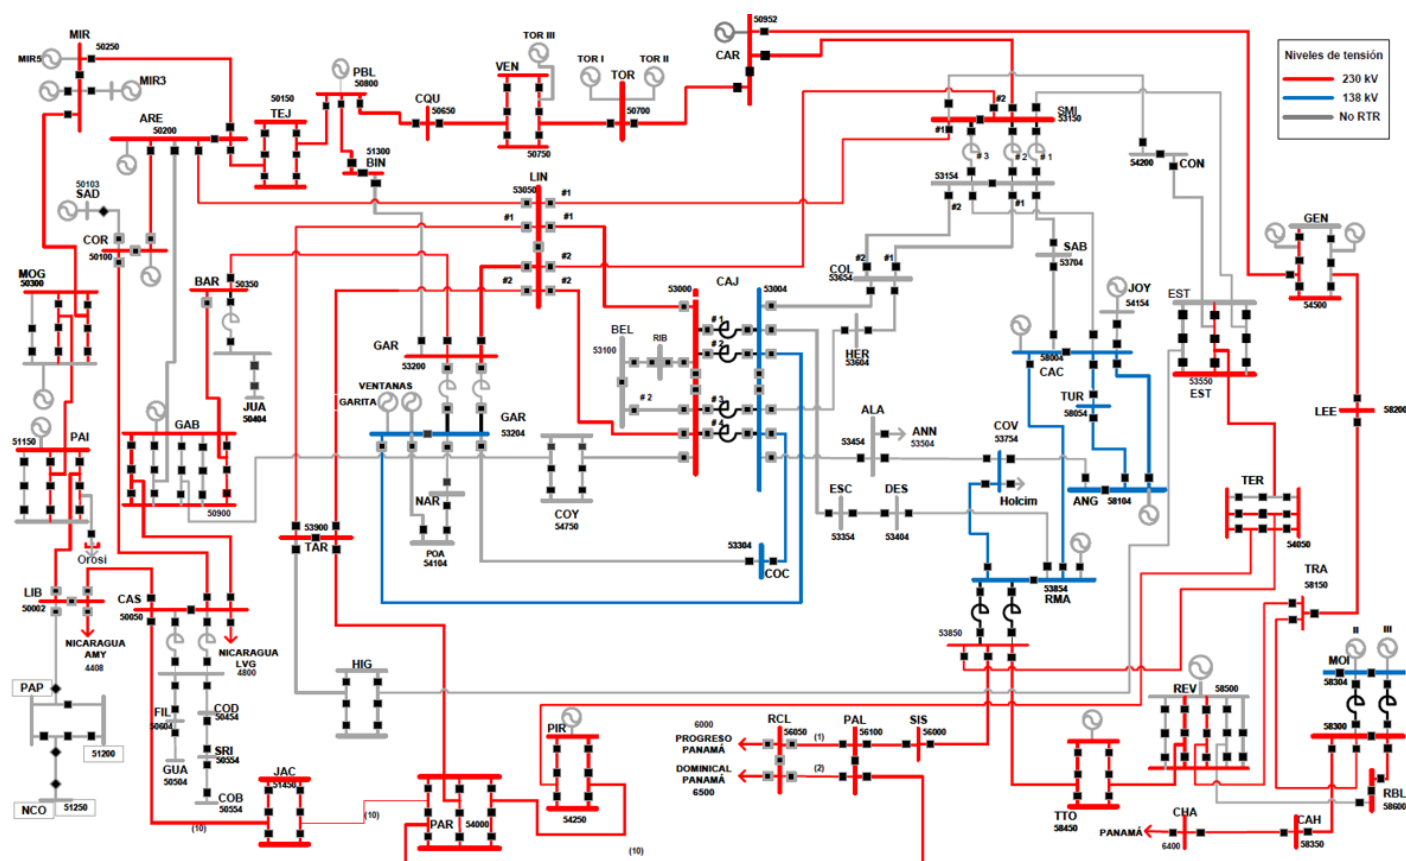 MIR
50250
MIR5
MIR3
ARE
50200
50150
TEJ
PBL
50800
CQU
50650
51300
BIN
TOR III
VEN
50750
TOR I
TOR II
TOR
50700
50952
CAR
#2
SMI
53150
#1
# 3
# 2
# 1
53154
#2
#1
54200
CON
Niveles de tensión
230 kV
138 kV
No RTR
50103
SAD
COR
50100
LIN
53050
#1
#1
#1
#2
#2
#2
MOG
50300
BAR
50350
JUA
50404
GAR
53200
VENTANAS
GARITA
GAR
53204
CAJ
53000
53004
BEL
53100
RIB
# 2
# 1
# 2
# 3
# 4
COL
53654
#2
#1
HER
53604
SAB
53704
JOY
54154
58004
CAC
TUR
58054
EST
53550
EST
GEN
54500
LEE
58200
51150
PAI
GAB
50900
Orosi
NAR
POA
54104
COY
54750
ALA
53454
ANN
53504
COV
53754
Holcim
ANG
58104
ESC
53354
DES
53404
53304
COC
53900
TAR
53854
RMA
TER
54050
TRA
58150
LIB
50002
CAS
50050
NICARAGUA
AMY
4408
NICARAGUA
LVG
4800
PAP
51200
NCO
51250
FIL
50604
GUA
50504
COD
50454
SRI
50554
COB
50554
(10)
HIG
53850
JAC
51450
(10)
PAR
54000
PIR
54250
(10)
6000
PROGRESO
PANAMÁ
DOMINICAL
PANAMÁ
6500
RCL
56050
(1)
(2)
PAL
56100
SIS
56000
TTO
58450
REV
58500
II
III
MOI
58304
58300
RBL
58600
CHA
PANAMÁ
6400
CAH
58350